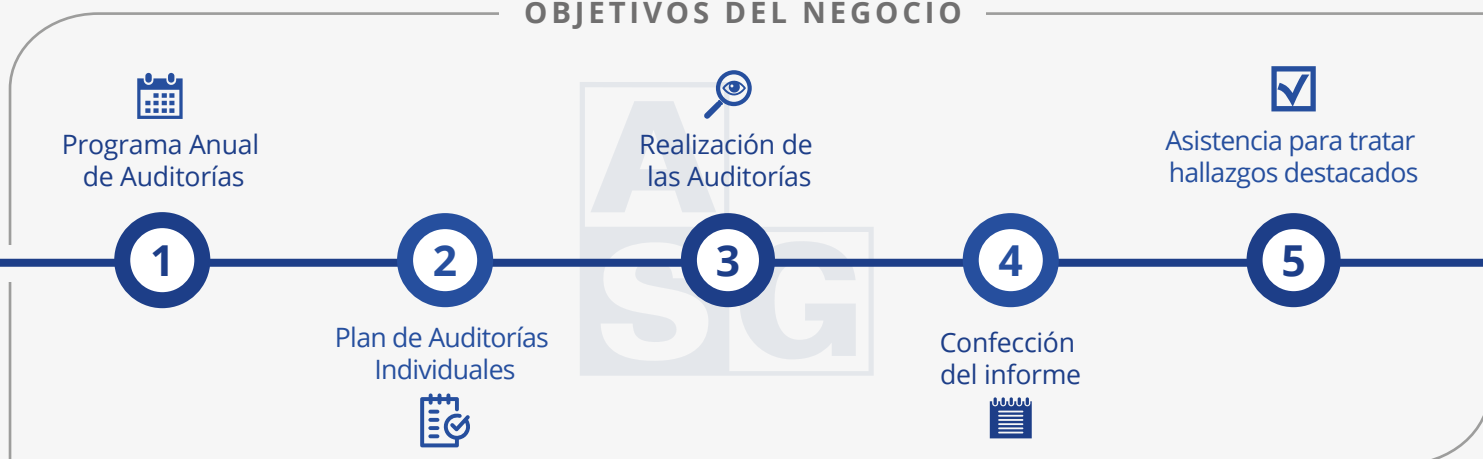 OBJETIVOS DEL NEGOCIO
Programa Anual
de Auditorías
1
2
Plan de Auditorías
Individuales
A
S G
Realización de
las Auditorías
3
4
Confección
del informe
Asistencia para tratar
hallazgos destacados
5